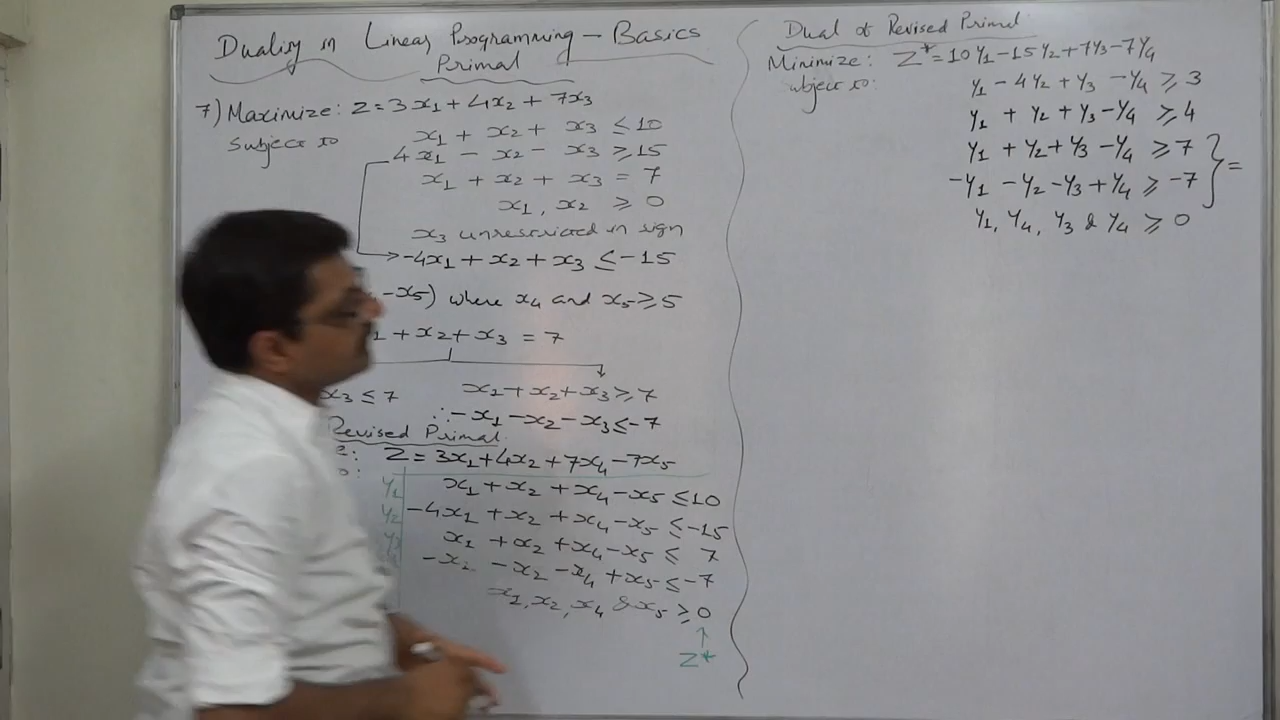 Duality in Linear Programming – Basics
Primal
7) Maximize: Z = 3x₁ + 4x₂ + 7x₃
subject to
x₁ + x₂ + x₃ ≤ 10
4x₁ - x₂ - x₃ ≥ 15
x₁ + x₂ + x₃ = 7
x₁, x₂ ≥ 0
x₃ unrestricted in sign
-4x₁ + x₂ + x₃ ≤ -15
-x₅) where x₄ and x₅ ≥ 5
₁ + x₂ + x₃ = 7
x₃ ≤ 7
x₁ + x₂ + x₃ ≥ 7
∴ -x₁ - x₂ - x₃ ≤ -7
Revised Primal
e: Z = 3x₁ + 4x₂ + 7x₄ - 7x₅
o:
y₁ x₁ + x₂ + x₄ - x₅ ≤ 10
y₂ -4x₁ + x₂ + x₄ - x₅ ≤ -15
y₃ x₁ + x₂ + x₄ - x₅ ≤ 7
-x₂ - x₂ - x₄ + x₅ ≤ -7
x₁, x₂, x₄ & x₅ ≥ 0
↑
Z*
Dual of Revised Primal
Minimize: Z* = 10y₁ - 15y₂ + 7y₃ - 7y₄
ubject to:
y₁ - 4y₂ + y₃ - y₄ ≥ 3
y₁ + y₂ + y₃ - y₄ ≥ 4
y₁ + y₂ + y₃ - y₄ ≥ 7
-y₁ - y₂ - y₃ + y₄ ≥ -7 } =
y₁, y₄, y₃ & y₄ ≥ 0